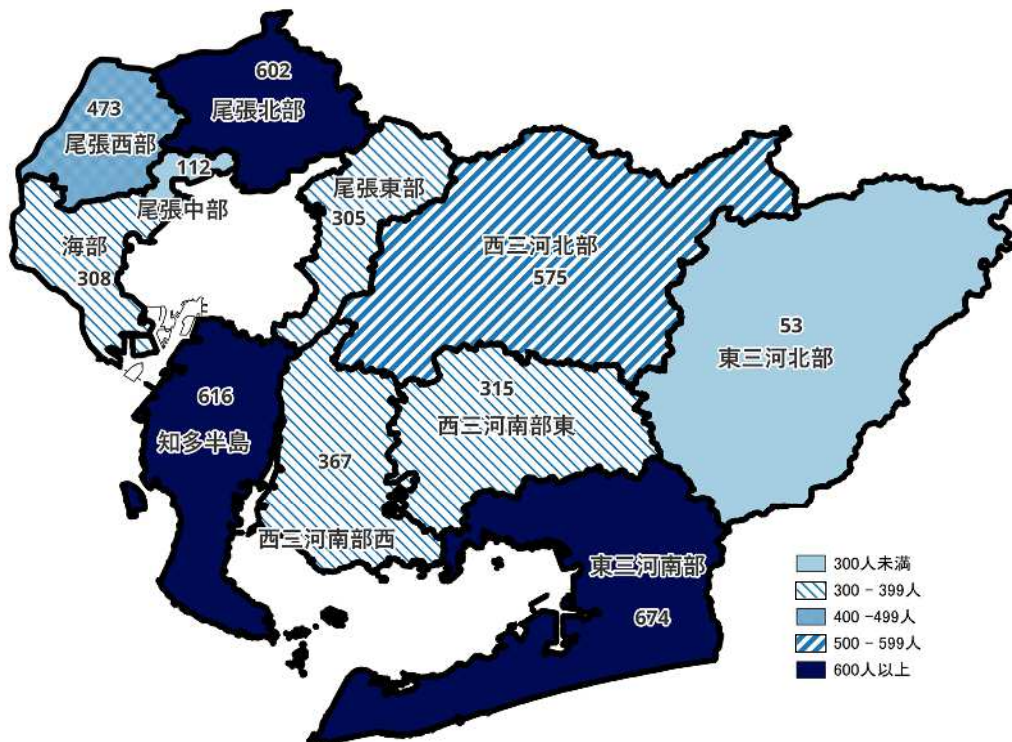 602
尾張北部
473
尾張西部
112
尾張中部
尾張東部
305
海部
308
西三河北部
575
53
東三河北部
616
知多半島
315
西三河南部東
367
西三河南部西
東三河南部
674
300人未満
300 - 399人
400 -499人
500 - 599人
600人以上